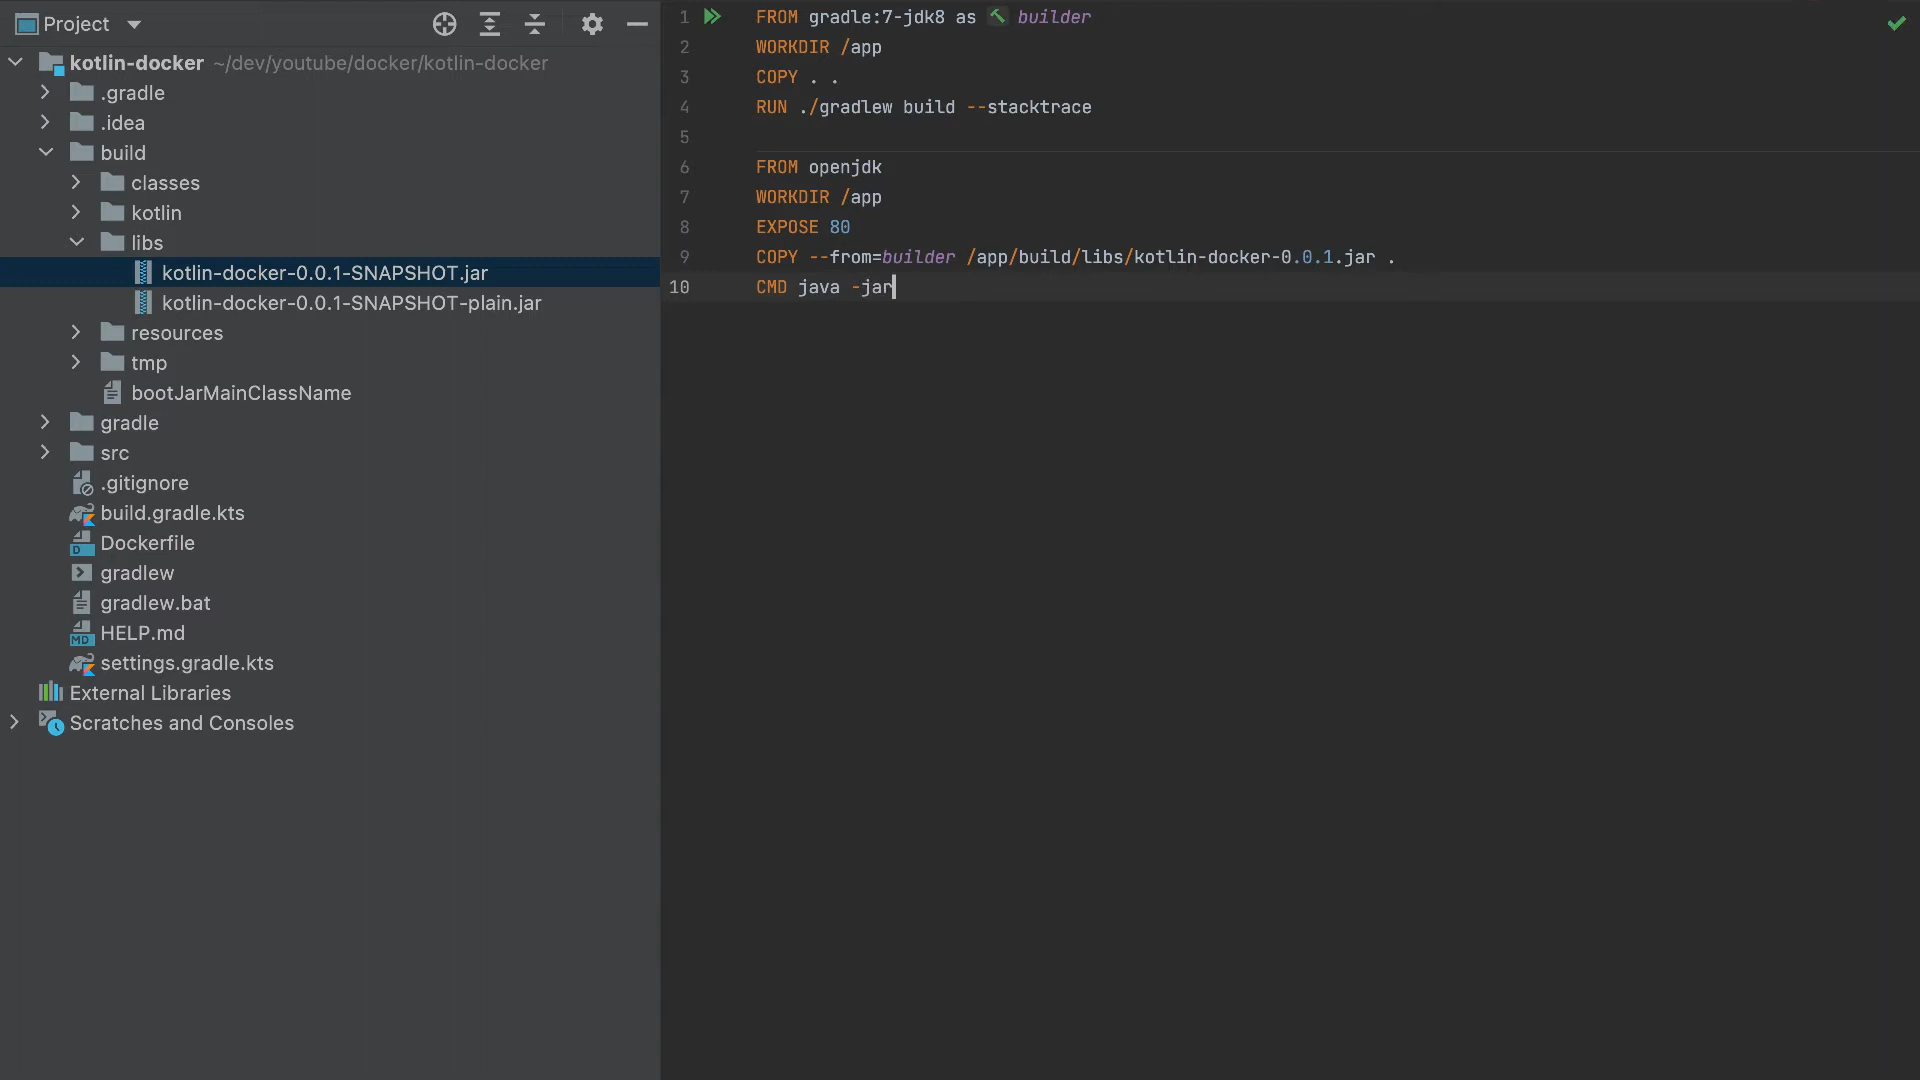 Project
kotlin-docker ~/dev/youtube/docker/kotlin-docker
.gradle
.idea
build
classes
kotlin
libs
kotlin-docker-0.0.1-SNAPSHOT.jar
kotlin-docker-0.0.1-SNAPSHOT-plain.jar
resources
tmp
bootJarMainClassName
gradle
src
.gitignore
build.gradle.kts
Dockerfile
gradlew
gradlew.bat
HELP.md
settings.gradle.kts
External Libraries
Scratches and Consoles
1 FROM gradle:7-jdk8 as builder
2 WORKDIR /app
3 COPY . .
4 RUN ./gradlew build --stacktrace
5
6 FROM openjdk
7 WORKDIR /app
8 EXPOSE 80
9 COPY --from=builder /app/build/libs/kotlin-docker-0.0.1.jar .
10 CMD java -jar